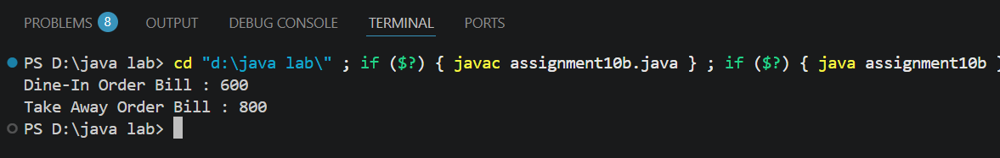 PROBLEMS 8 OUTPUT DEBUG CONSOLE TERMINAL PORTS
PS D:\java lab> cd "d:\java lab\" ; if ($?) { javac assignment10b.java } ; if ($?) { java assignment10b }
Dine-In Order Bill : 600
Take Away Order Bill : 800
PS D:\java lab>